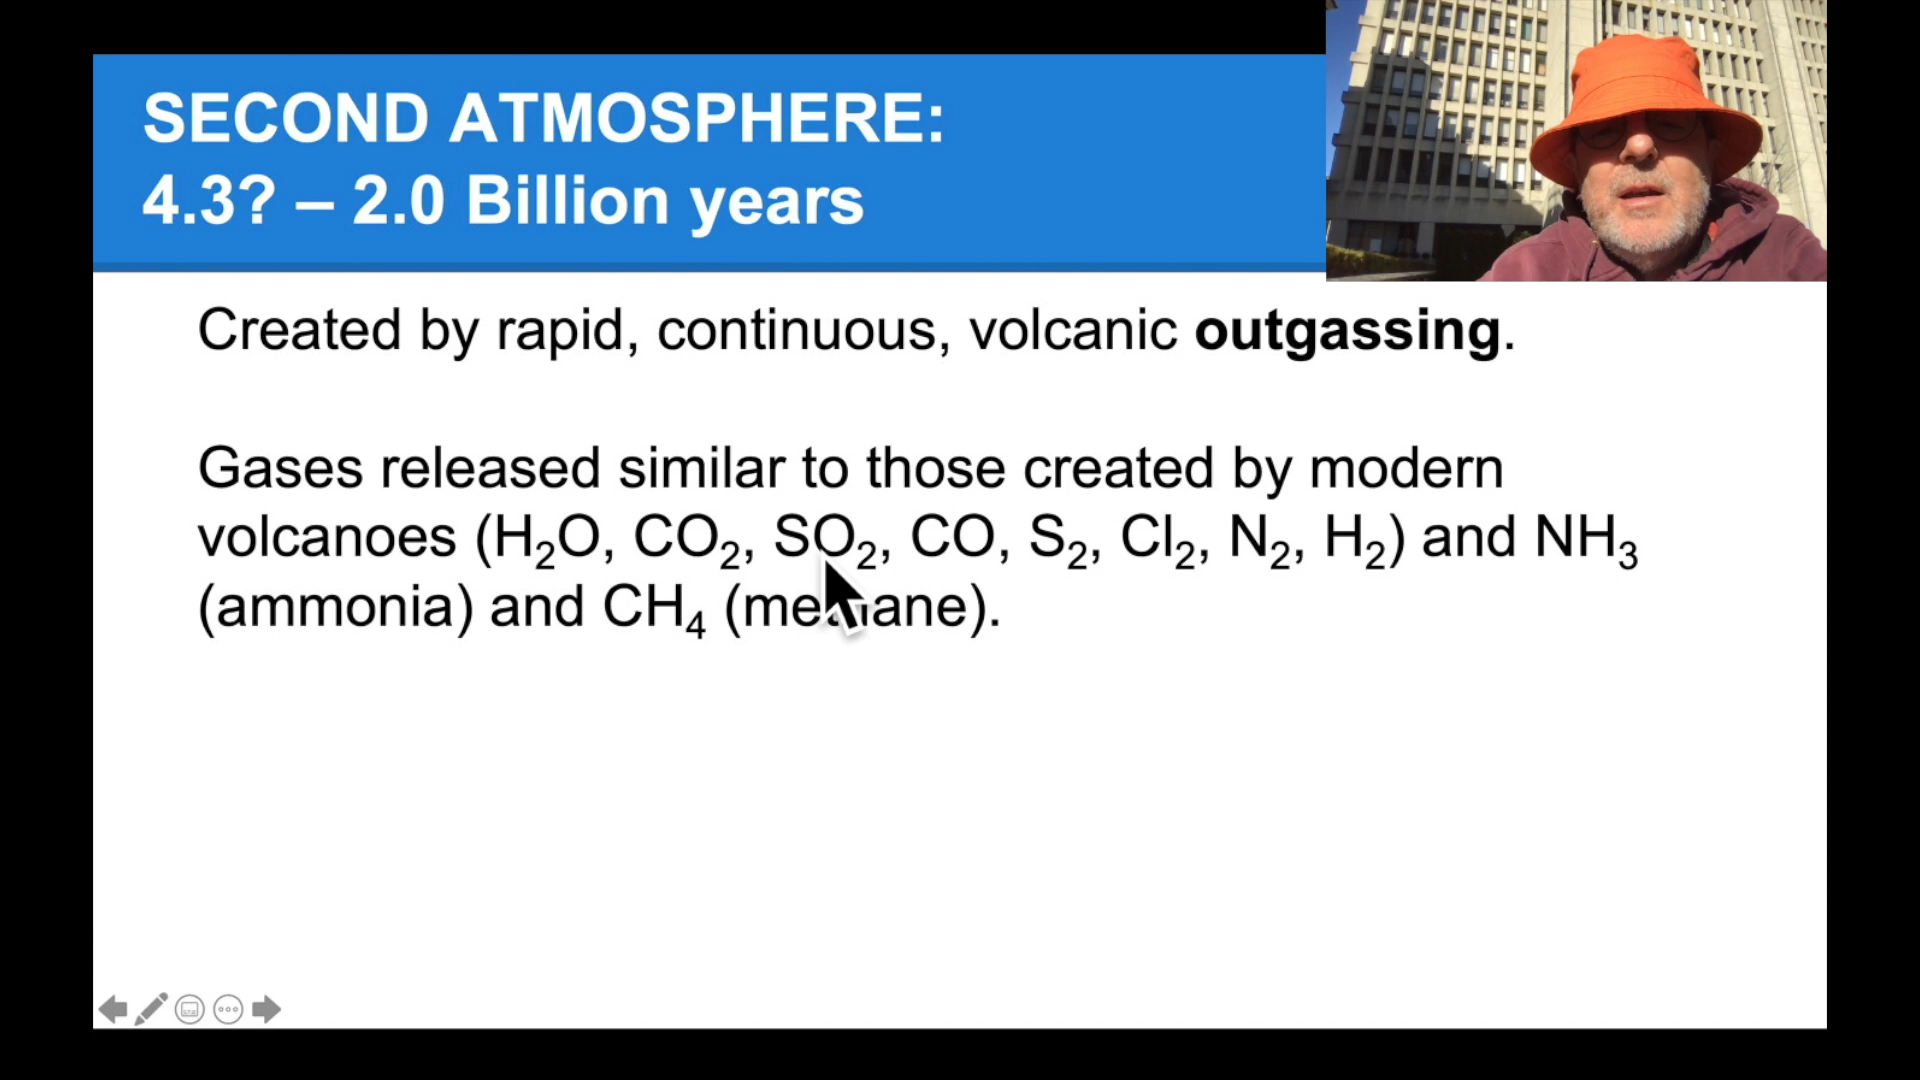 SECOND ATMOSPHERE:
4.3? – 2.0 Billion years
Created by rapid, continuous, volcanic outgassing.
Gases released similar to those created by modern
volcanoes (H₂O, CO₂, SO₂, CO, S₂, Cl₂, N₂, H₂) and NH₃
(ammonia) and CH₄ (methane).